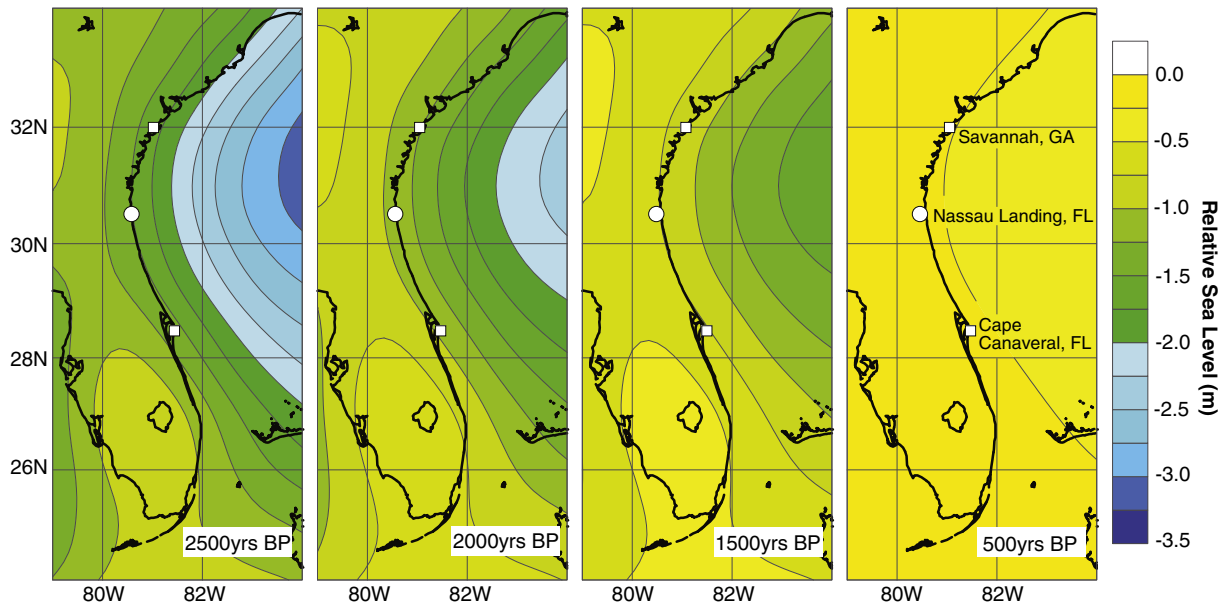 32N
30N
28N
26N
2500yrs BP
2000yrs BP
1500yrs BP
500yrs BP
Savannah, GA
Nassau Landing, FL
Cape
Canaveral, FL
80W 82W
80W 82W
80W 82W
80W 82W
0.0
-0.5
-1.0
-1.5
-2.0
-2.5
-3.0
-3.5
Relative Sea Level (m)